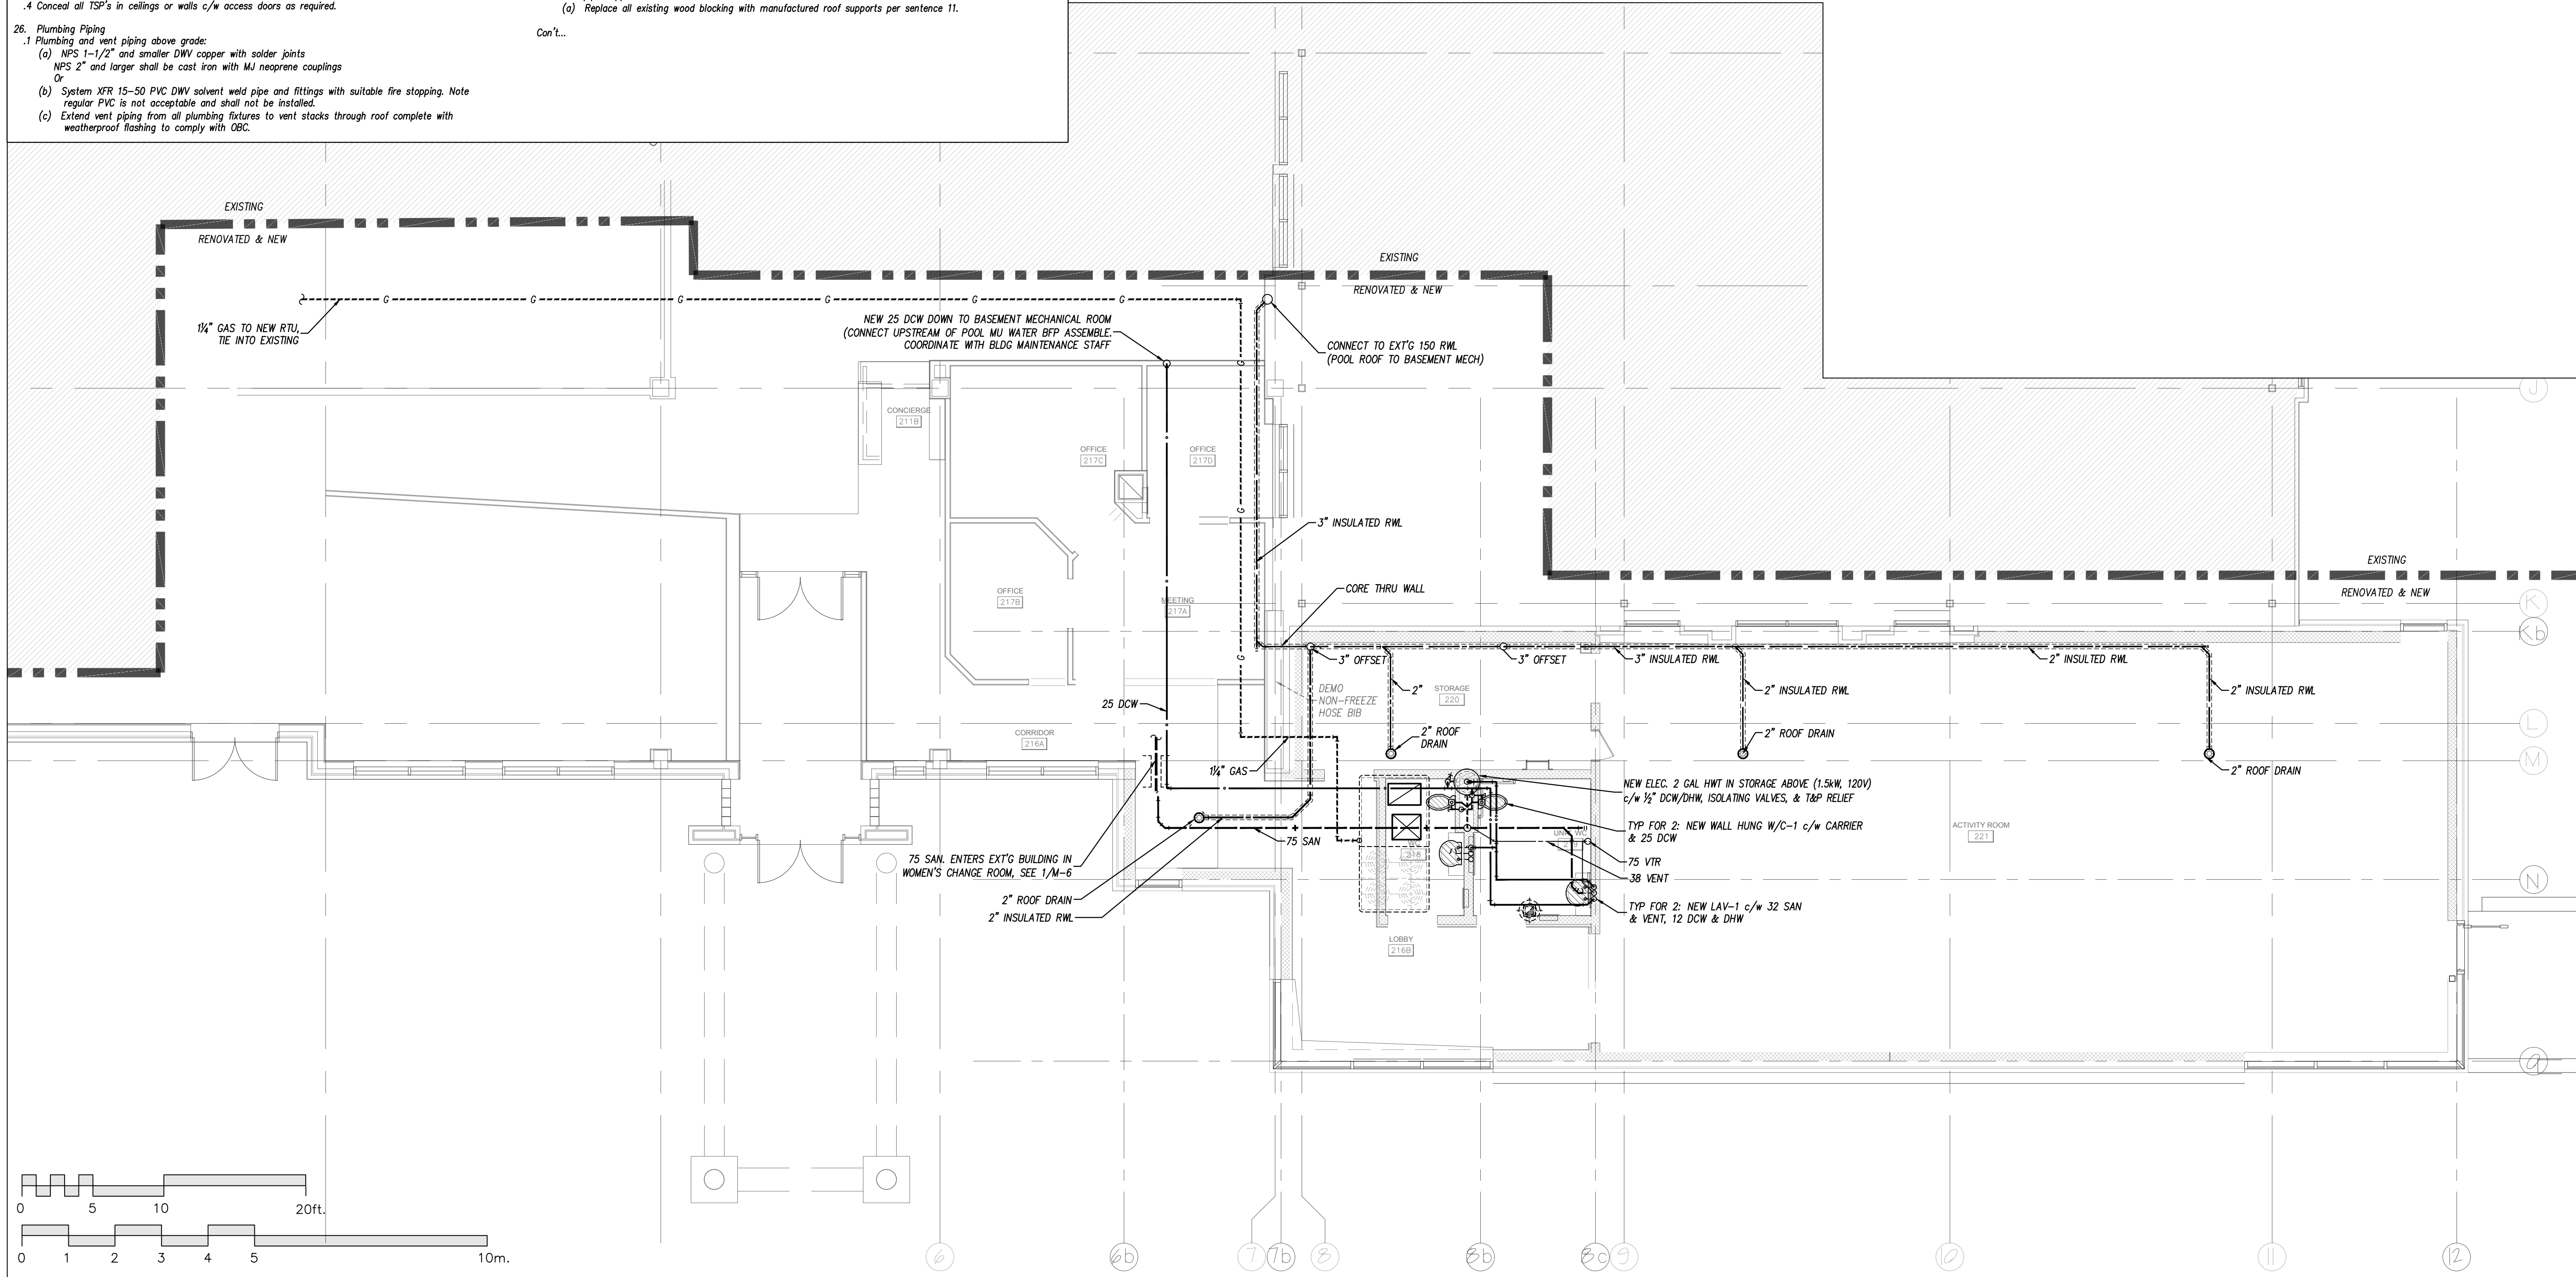 .4 Conceal all TSP's in ceilings or walls c/w access doors as required.
26. Plumbing Piping
.1 Plumbing and vent piping above grade:
(a) NPS 1-1/2" and smaller DWV copper with solder joints
NPS 2" and larger shall be cast iron with MJ neoprene couplings
Or
(b) System XFR 15-50 PVC DWV solvent weld pipe and fittings with suitable fire stopping. Note
regular PVC is not acceptable and shall not be installed.
(c) Extend vent piping from all plumbing fixtures to vent stacks through roof complete with
weatherproof flashing to comply with OBC.
(a) Replace all existing wood blocking with manufactured roof supports per sentence 11.
Con't...
EXISTING
RENOVATED & NEW
EXISTING
RENOVATED & NEW
G G G G G G
1¼" GAS TO NEW RTU,
TIE INTO EXISTING
NEW 25 DCW DOWN TO BASEMENT MECHANICAL ROOM
(CONNECT UPSTREAM OF POOL MU WATER BFP ASSEMBLE.
COORDINATE WITH BLDG MAINTENANCE STAFF
CONNECT TO EXT'G 150 RWL
(POOL ROOF TO BASEMENT MECH)
G
J
CONCIERGE
211B
OFFICE
217C
OFFICE
217D
G
3" INSULATED RWL
EXISTING
RENOVATED & NEW
CORE THRU WALL
OFFICE
217B
MEETING
217A
K
Kb
G
3" OFFSET
3" OFFSET
3" INSULATED RWL
2" INSULTED RWL
DEMO
NON-FREEZE
HOSE BIB
2"
STORAGE
220
2" INSULATED RWL
2" INSULATED RWL
25 DCW
L
CORRIDOR
216A
2" ROOF
DRAIN
2" ROOF DRAIN
M
1¼" GAS
2" ROOF DRAIN
NEW ELEC. 2 GAL HWT IN STORAGE ABOVE (1.5kW, 120V)
c/w ½" DCW/DHW, ISOLATING VALVES, & T&P RELIEF
TYP FOR 2: NEW WALL HUNG W/C-1 c/w CARRIER
& 25 DCW
ACTIVITY ROOM
221
75 SAN
75 SAN. ENTERS EXT'G BUILDING IN
WOMEN'S CHANGE ROOM, SEE 1/M-6
WC
75 VTR
38 VENT
N
2" ROOF DRAIN
2" INSULATED RWL
TYP FOR 2: NEW LAV-1 c/w 32 SAN
& VENT, 12 DCW & DHW
LOBBY
216B
0 5 10 20ft.
0 1 2 3 4 5 10m.
6 6b 7 7b 8 8b 8c 9 10 11 12